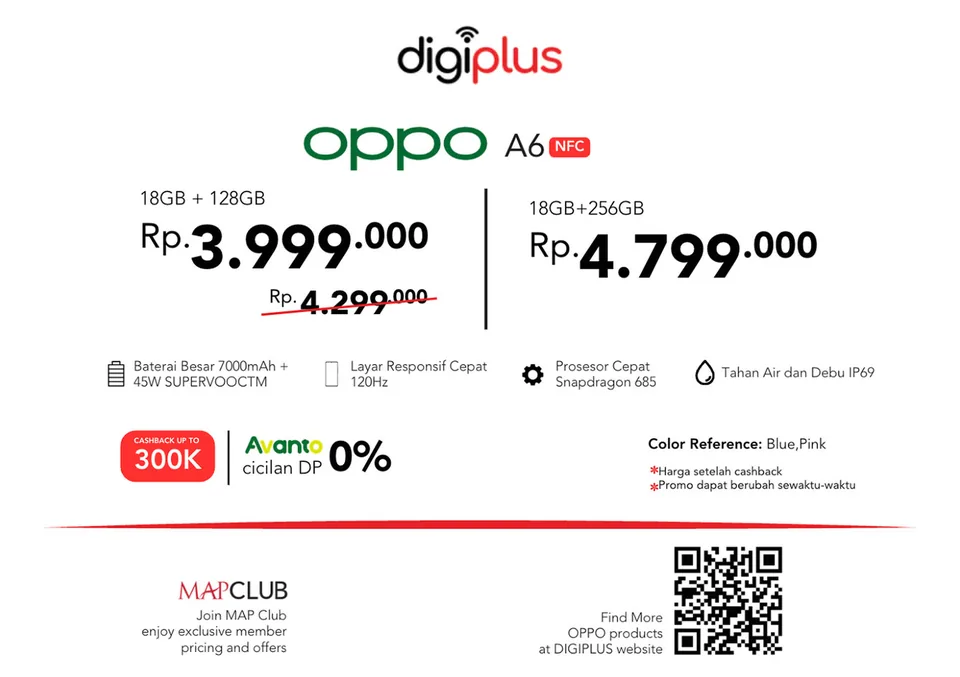 digiplus
oppo A6 NFC
18GB + 128GB
Rp.3.999.000
Rp. 4.299.000
18GB+256GB
Rp.4.799.000
Baterai Besar 7000mAh +
45W SUPERVOOCTM
Layar Responsif Cepat
120Hz
Prosesor Cepat
Snapdragon 685
Tahan Air dan Debu IP69
CASHBACK UP TO
300K
Avanto
cicilan DP 0%
Color Reference: Blue,Pink
*Harga setelah cashback
*Promo dapat berubah sewaktu-waktu
MAPCLUB
Join MAP Club
enjoy exclusive member
pricing and offers
Find More
OPPO products
at DIGIPLUS website